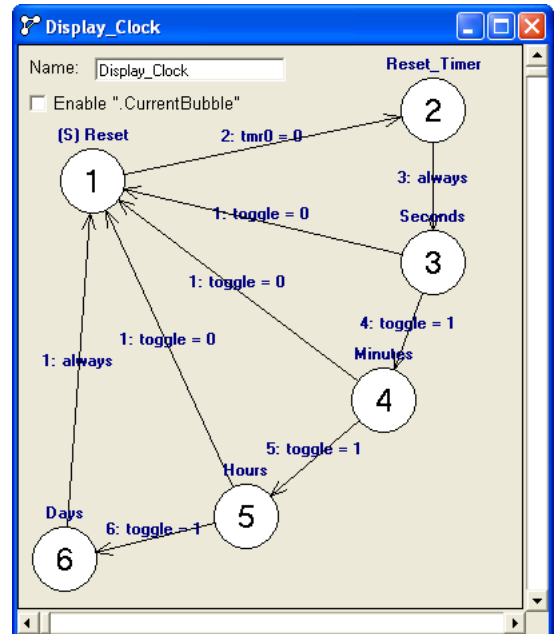 Display_Clock
Name: Display_Clock
Reset_Timer
Enable ".CurrentBubble"
2
(S) Reset
2: tmr0 = 0
1
3: always
1: toggle = 0
Seconds
3
1: toggle = 0
4: toggle = 1
1: toggle = 0
Minutes
1: always
4
5: toggle = 1
Hours
Days
5
6: toggle = 1
6